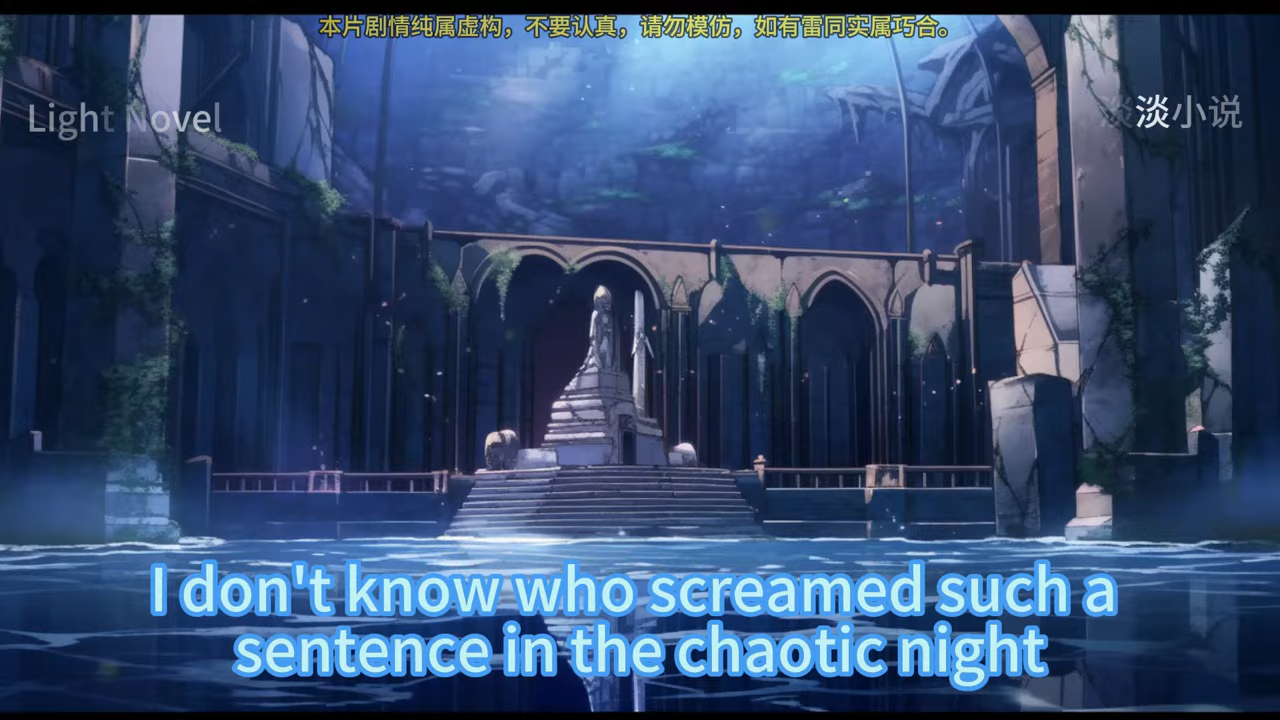 本片剧情纯属虚构，不要认真，请勿模仿，如有雷同实属巧合。
Light Novel
淡淡小说
I don't know who screamed such a
sentence in the chaotic night